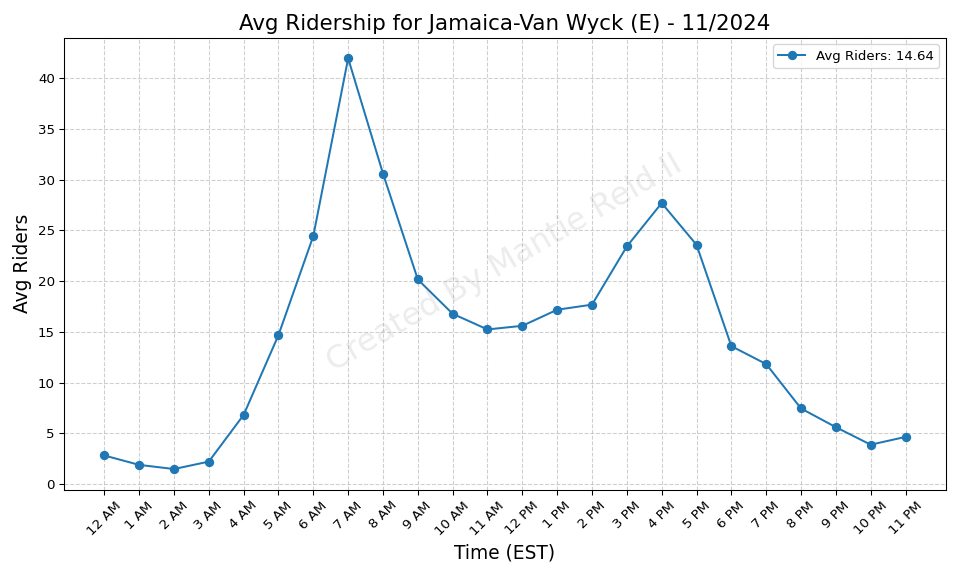 Avg Ridership for Jamaica-Van Wyck (E) - 11/2024
Avg Riders: 14.64
Avg Riders
40
35
30
25
20
15
10
5
0
Created By Mantie Reid II
12 AM
1 AM
2 AM
3 AM
4 AM
5 AM
6 AM
7 AM
8 AM
9 AM
10 AM
11 AM
12 PM
1 PM
2 PM
3 PM
4 PM
5 PM
6 PM
7 PM
8 PM
9 PM
10 PM
11 PM
Time (EST)